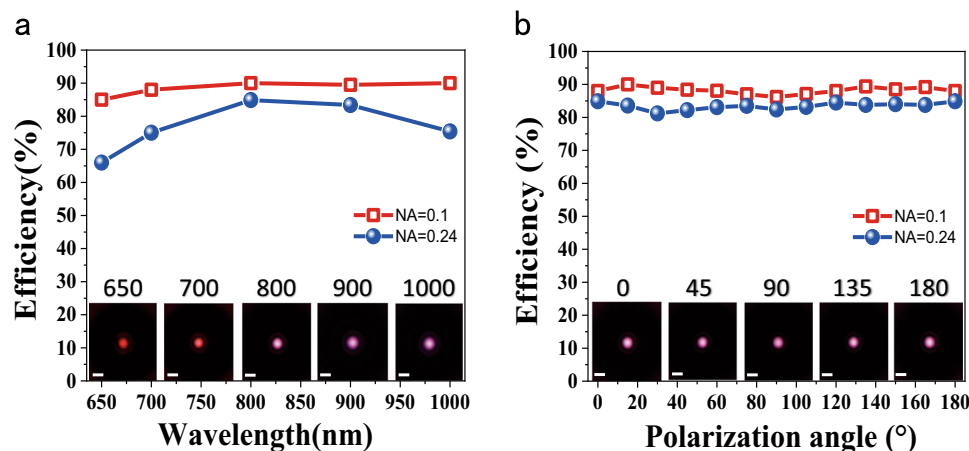 a
Efficiency(%)
100
90
80
70
60
50
40
30
20
10
0
NA=0.1
NA=0.24
650 700 800 900 1000
650 700 750 800 850 900 950 1000
Wavelength(nm)
b
Efficiency (%)
100
90
80
70
60
50
40
30
20
10
0
NA=0.1
NA=0.24
0 45 90 135 180
0 20 40 60 80 100 120 140 160 180
Polarization angle (°)